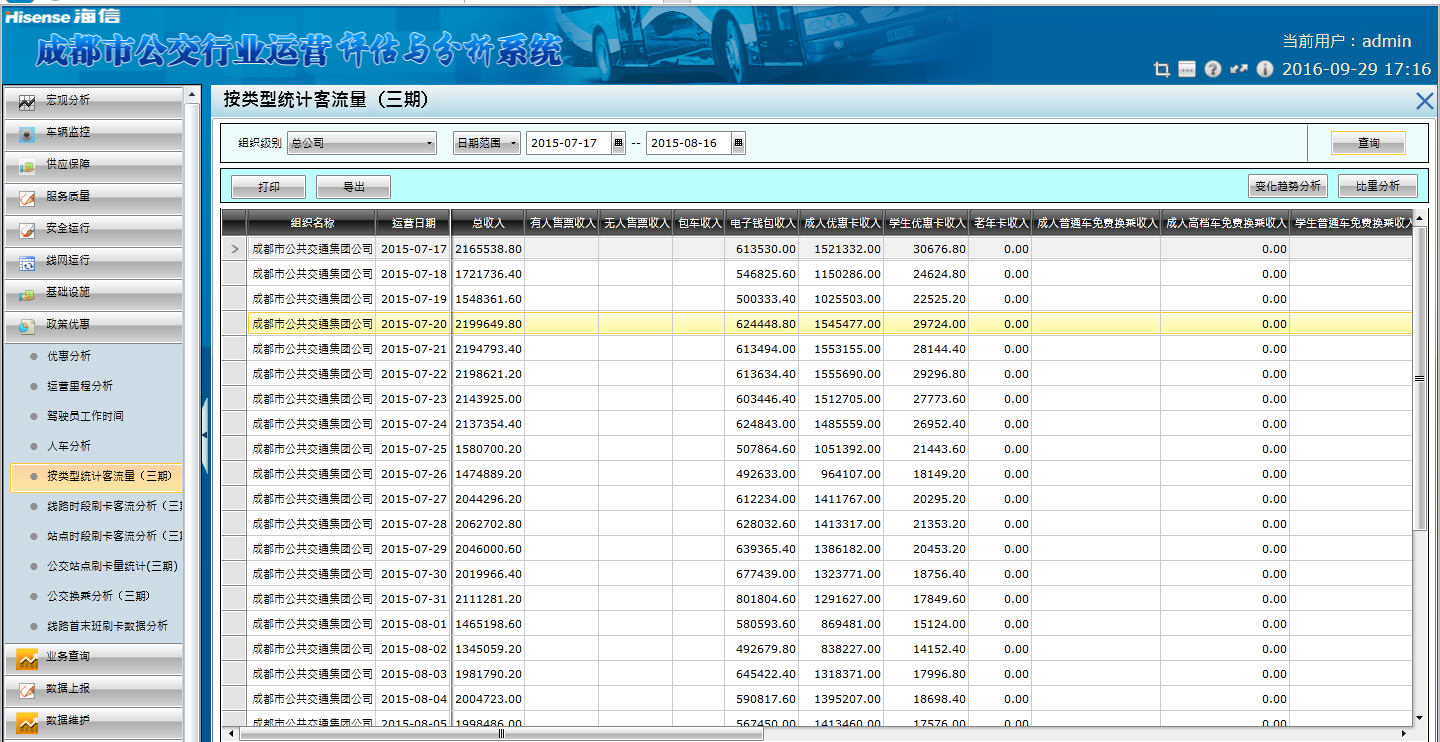 Hisense 海信
成都市公交行业运营评估与分析系统
当前用户：admin
2016-09-29 17:16
宏观分析
车辆监控
供应保障
服务质量
安全运行
线网运行
基础设施
政策优惠
优惠分析
运营里程分析
驾驶员工作时间
人车分析
按类型统计客流量（三期）
线路时段刷卡客流分析（三
站点时段刷卡客流分析（三
公交站点刷卡量统计(三期)
公交换乘分析（三期）
线路首末班刷卡数据分析
业务查询
数据上报
数据维护
按类型统计客流量（三期）
组织级别 总公司 日期范围 2015-07-17 -- 2015-08-16 查询
打印 导出 变化趋势分析 比重分析
组织名称 运营日期 总收入 有人售票收入 无人售票收入 包车收入 电子钱包收入 成人优惠卡收入 学生优惠卡收入 老年卡收入 成人普通车免费换乘收入 成人高档车免费换乘收入 学生普通车免费换乘收入
成都市公共交通集团公司 2015-07-17 2165538.80 613530.00 1521332.00 30676.80 0.00 0.00
成都市公共交通集团公司 2015-07-18 1721736.40 546825.60 1150286.00 24624.80 0.00 0.00
成都市公共交通集团公司 2015-07-19 1548361.60 500333.40 1025503.00 22525.20 0.00 0.00
成都市公共交通集团公司 2015-07-20 2199649.80 624448.80 1545477.00 29724.00 0.00 0.00
成都市公共交通集团公司 2015-07-21 2194793.40 613494.00 1553155.00 28144.40 0.00 0.00
成都市公共交通集团公司 2015-07-22 2198621.20 613634.40 1555690.00 29296.80 0.00 0.00
成都市公共交通集团公司 2015-07-23 2143925.00 603446.40 1512705.00 27773.60 0.00 0.00
成都市公共交通集团公司 2015-07-24 2137354.40 624843.00 1485559.00 26952.40 0.00 0.00
成都市公共交通集团公司 2015-07-25 1580700.20 507864.60 1051392.00 21443.60 0.00 0.00
成都市公共交通集团公司 2015-07-26 1474889.20 492633.00 964107.00 18149.20 0.00 0.00
成都市公共交通集团公司 2015-07-27 2044296.20 612234.00 1411767.00 20295.20 0.00 0.00
成都市公共交通集团公司 2015-07-28 2062702.80 628032.60 1413317.00 21353.20 0.00 0.00
成都市公共交通集团公司 2015-07-29 2046000.60 639365.40 1386182.00 20453.20 0.00 0.00
成都市公共交通集团公司 2015-07-30 2019966.40 677439.00 1323771.00 18756.40 0.00 0.00
成都市公共交通集团公司 2015-07-31 2111281.20 801804.60 1291627.00 17849.60 0.00 0.00
成都市公共交通集团公司 2015-08-01 1465198.60 580593.60 869481.00 15124.00 0.00 0.00
成都市公共交通集团公司 2015-08-02 1345059.20 492679.80 838227.00 14152.40 0.00 0.00
成都市公共交通集团公司 2015-08-03 1981790.20 645422.40 1318371.00 17996.80 0.00 0.00
成都市公共交通集团公司 2015-08-04 2004723.00 590817.60 1395207.00 18698.40 0.00 0.00
成都市公共交通集团公司 2015-08-05 1998486.00 567450.00 1413460.00 17576.00 0.00 0.00